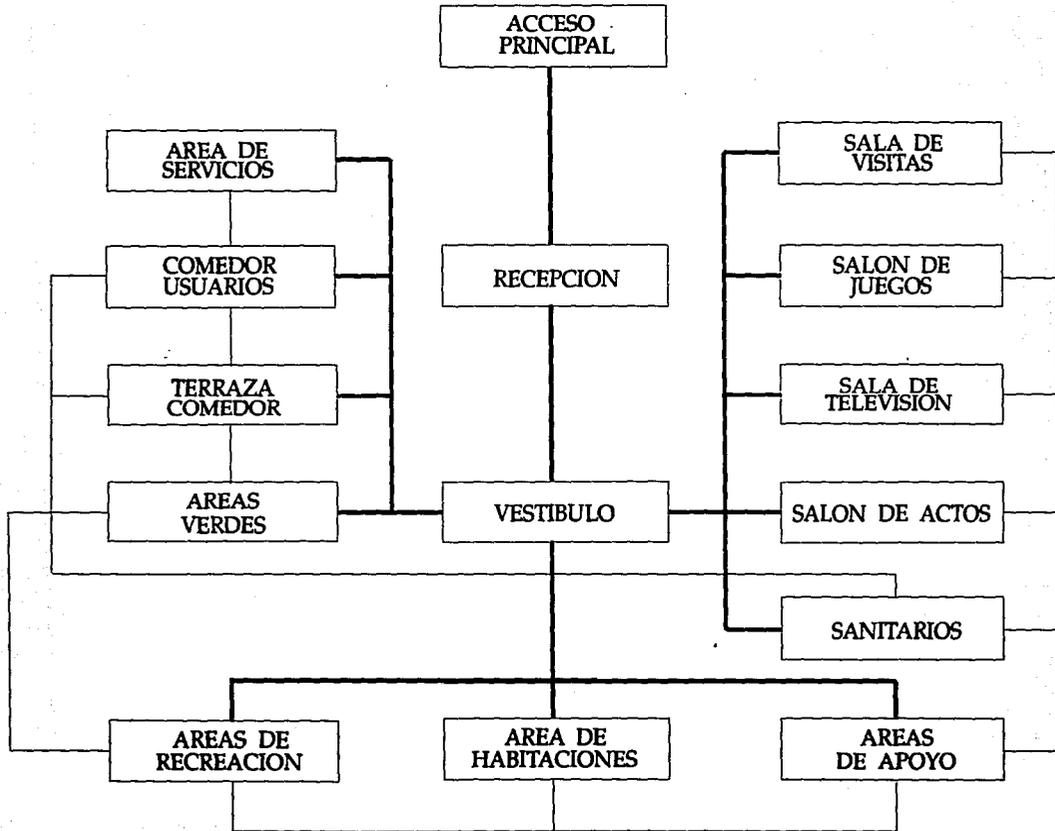 ACCESO
PRINCIPAL
AREA DE
SERVICIOS
SALA DE
VISITAS
COMEDOR
USUARIOS
RECEPCION
SALON DE
JUEGOS
TERRAZA
COMEDOR
SALA DE
TELEVISION
AREAS
VERDES
VESTIBULO
SALON DE ACTOS
SANITARIOS
AREAS DE
RECREACION
AREA DE
HABITACIONES
AREAS
DE APOYO